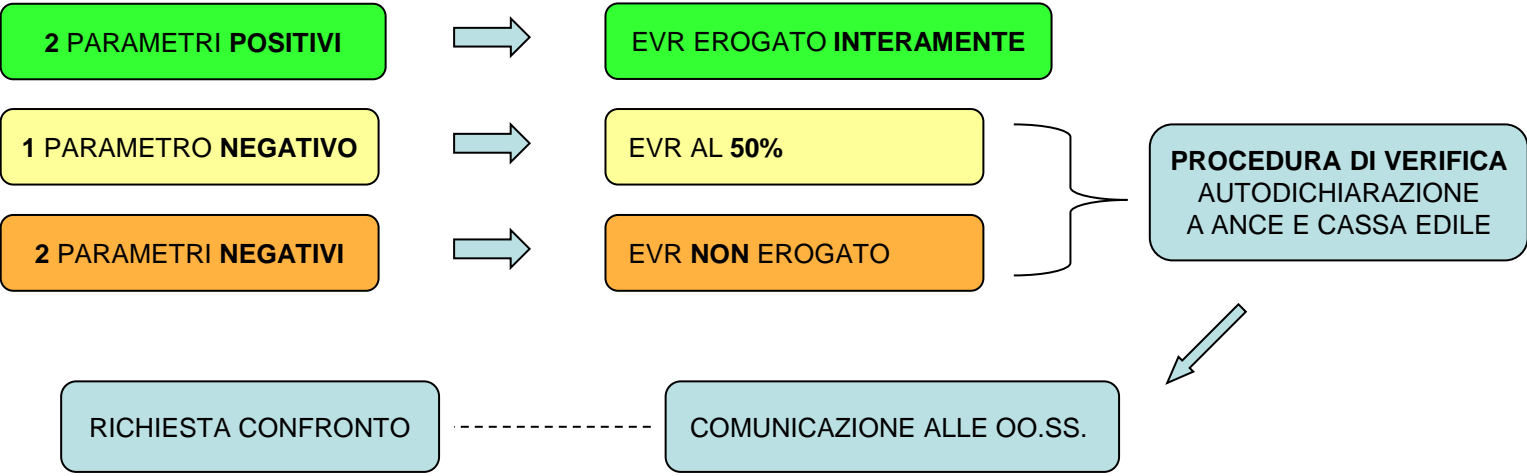 2 PARAMETRI POSITIVI
EVR EROGATO INTERAMENTE
1 PARAMETRO NEGATIVO
EVR AL 50%
2 PARAMETRI NEGATIVI
EVR NON EROGATO
PROCEDURA DI VERIFICA
AUTODICHIARAZIONE
A ANCE E CASSA EDILE
RICHIESTA CONFRONTO
COMUNICAZIONE ALLE OO.SS.